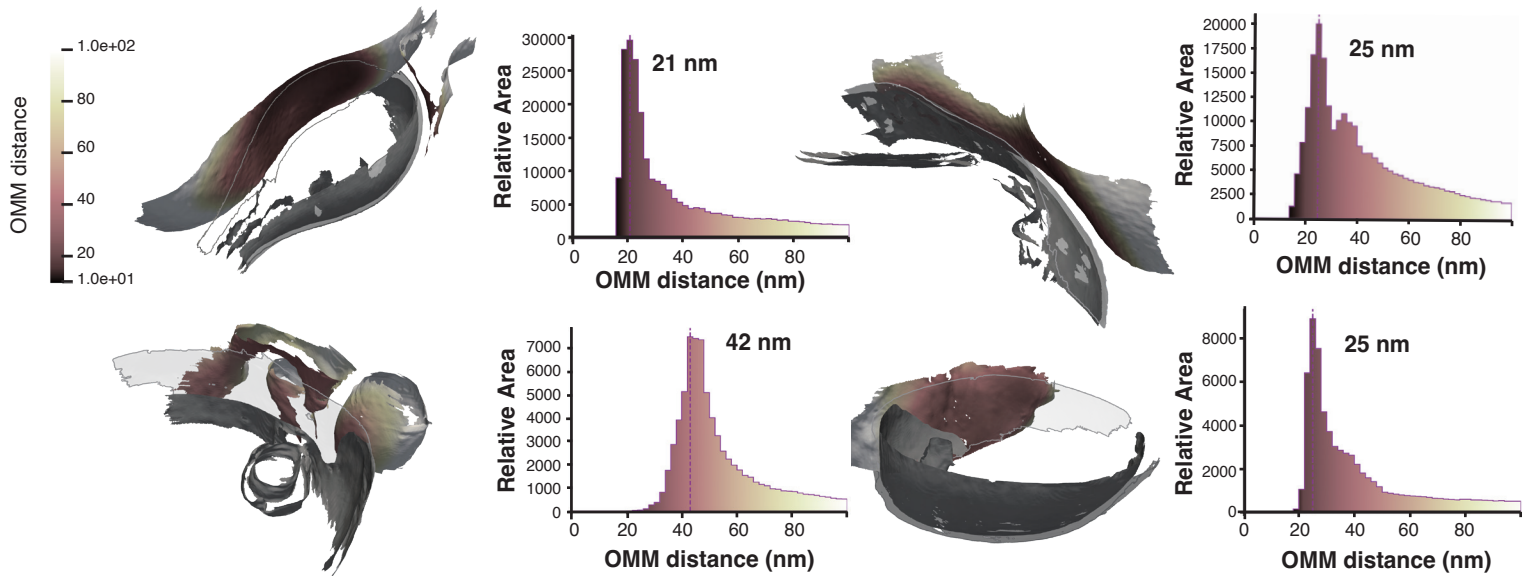 OMM distance
1.0e+02
80
60
40
20
1.0e+01
Relative Area
30000
25000
20000
15000
10000
5000
0
21 nm
0 20 40 60 80
OMM distance (nm)
Relative Area
20000
17500
15000
12500
10000
7500
5000
2500
0
25 nm
0 20 40 60 80
OMM distance (nm)
Relative Area
7000
6000
5000
4000
3000
2000
1000
0
42 nm
0 20 40 60 80
OMM distance (nm)
Relative Area
8000
6000
4000
2000
0
25 nm
0 20 40 60 80
OMM distance (nm)